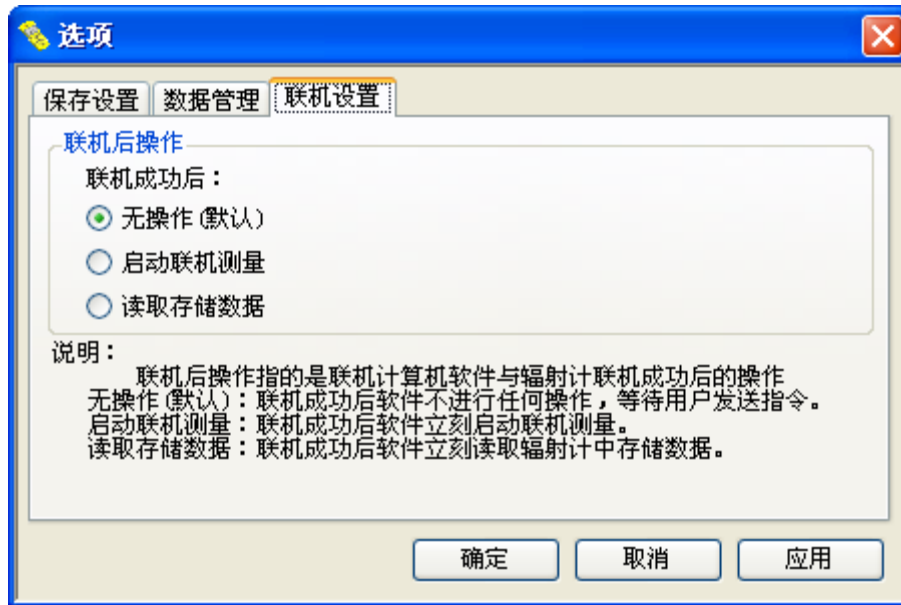 选项
保存设置 数据管理 联机设置
联机后操作
联机成功后：
无操作(默认)
启动联机测量
读取存储数据
说明：
联机后操作指的是联机计算机软件与辐射计联机成功后的操作
无操作(默认)：联机成功后软件不进行任何操作，等待用户发送指令。
启动联机测量：联机成功后软件立刻启动联机测量。
读取存储数据：联机成功后软件立刻读取辐射计中存储数据。
确定 取消 应用